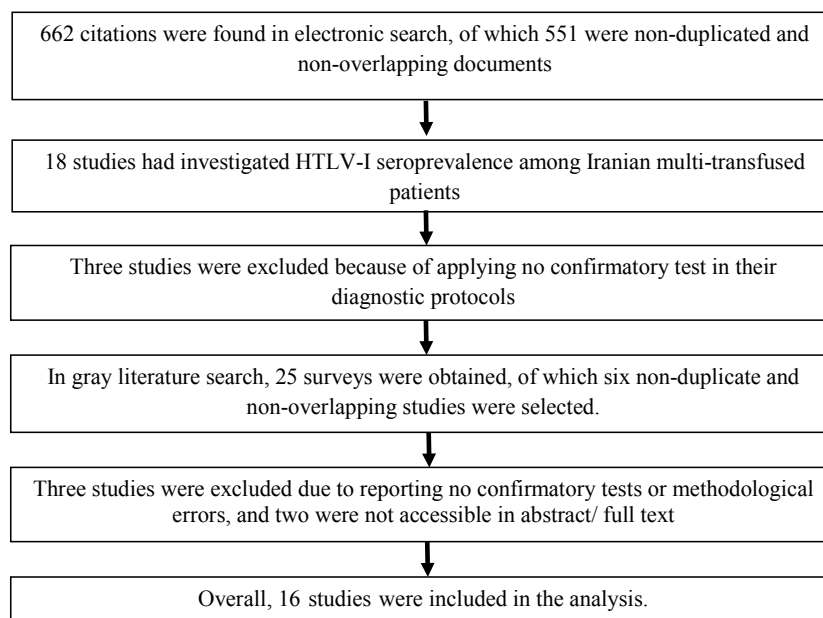 662 citations were found in electronic search, of which 551 were non-duplicated and
non-overlapping documents
18 studies had investigated HTLV-I seroprevalence among Iranian multi-transfused
patients
Three studies were excluded because of applying no confirmatory test in their
diagnostic protocols
In gray literature search, 25 surveys were obtained, of which six non-duplicate and
non-overlapping studies were selected.
Three studies were excluded due to reporting no confirmatory tests or methodological
errors, and two were not accessible in abstract/ full text
Overall, 16 studies were included in the analysis.